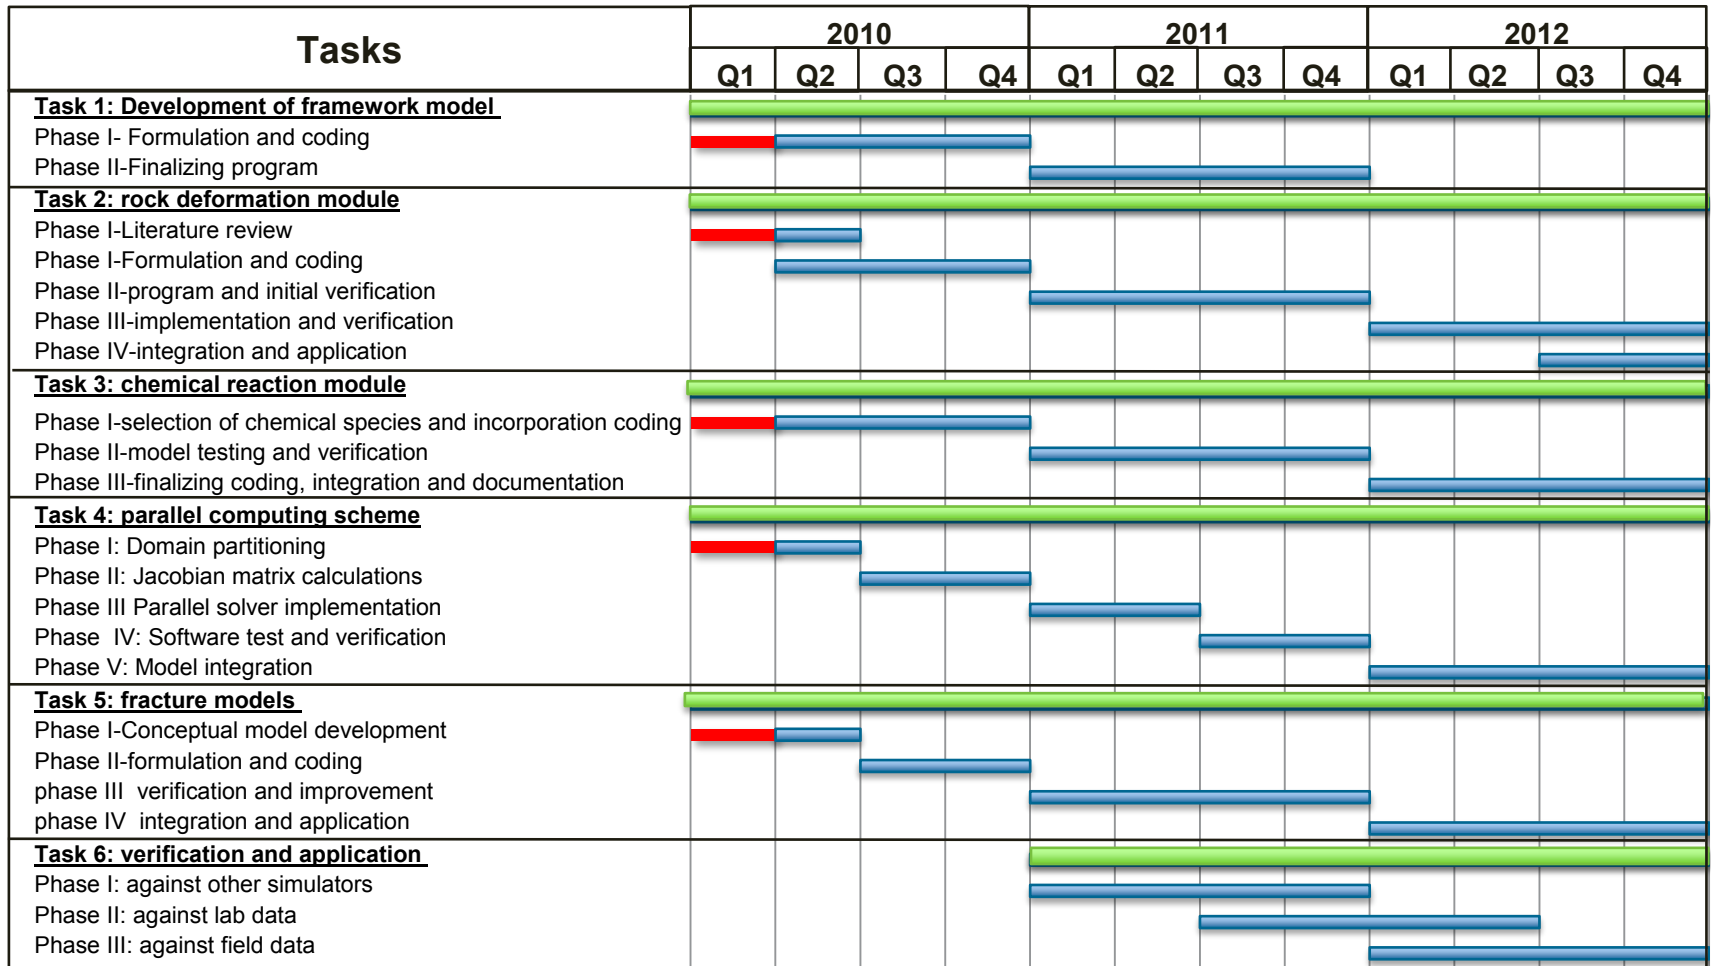 Tasks
2010 2011 2012
Q1 Q2 Q3 Q4 Q1 Q2 Q3 Q4 Q1 Q2 Q3 Q4
Task 1: Development of framework model
Phase I- Formulation and coding
Phase II-Finalizing program
Task 2: rock deformation module
Phase I-Literature review
Phase I-Formulation and coding
Phase II-program and initial verification
Phase III-implementation and verification
Phase IV-integration and application
Task 3: chemical reaction module
Phase I-selection of chemical species and incorporation coding
Phase II-model testing and verification
Phase III-finalizing coding, integration and documentation
Task 4: parallel computing scheme
Phase I: Domain partitioning
Phase II: Jacobian matrix calculations
Phase III Parallel solver implementation
Phase IV: Software test and verification
Phase V: Model integration
Task 5: fracture models
Phase I-Conceptual model development
Phase II-formulation and coding
phase III verification and improvement
phase IV integration and application
Task 6: verification and application
Phase I: against other simulators
Phase II: against lab data
Phase III: against field data